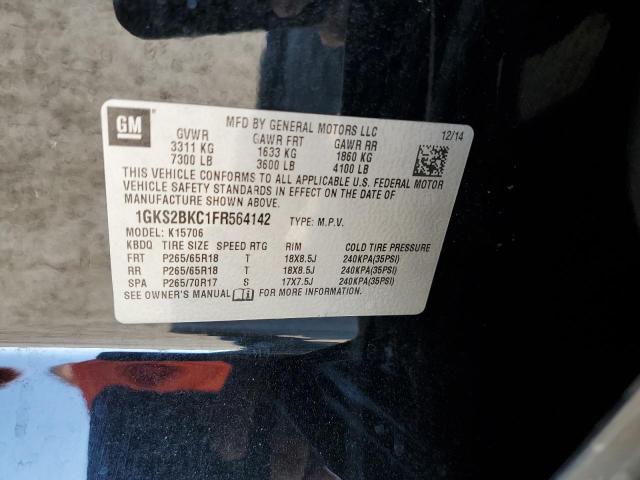 GM
MFD BY GENERAL MOTORS LLC
12/14
GVWR GAWR FRT GAWR RR
3311 KG 1633 KG 1860 KG
7300 LB 3600 LB 4100 LB
THIS VEHICLE CONFORMS TO ALL APPLICABLE U.S. FEDERAL MOTOR
VEHICLE SAFETY STANDARDS IN EFFECT ON THE DATE OF
MANUFACTURE SHOWN ABOVE.
1GKS2BKC1FR564142 TYPE: M.P.V.
MODEL: K15706
KBDQ TIRE SIZE SPEED RTG RIM COLD TIRE PRESSURE
FRT P265/65R18 T 18X8.5J 240KPA(35PSI)
RR P265/65R18 T 18X8.5J 240KPA(35PSI)
SPA P265/70R17 S 17X7.5J 240KPA(35PSI)
SEE OWNER'S MANUAL FOR MORE INFORMATION.